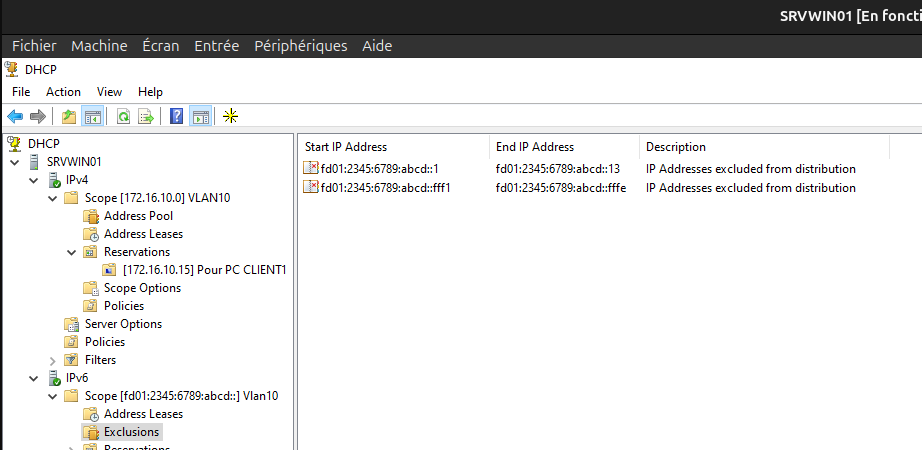 SRVWIN01 [En foncti
Fichier Machine Écran Entrée Périphériques Aide
DHCP
File Action View Help
DHCP
SRVWIN01
IPv4
Scope [172.16.10.0] VLAN10
Address Pool
Address Leases
Reservations
[172.16.10.15] Pour PC CLIENT1
Scope Options
Policies
Server Options
Policies
Filters
IPv6
Scope [fd01:2345:6789:abcd::] Vlan10
Address Leases
Exclusions
Reservations
Start IP Address End IP Address Description
fd01:2345:6789:abcd::1 fd01:2345:6789:abcd::13 IP Addresses excluded from distribution
fd01:2345:6789:abcd::fff1 fd01:2345:6789:abcd::fffe IP Addresses excluded from distribution